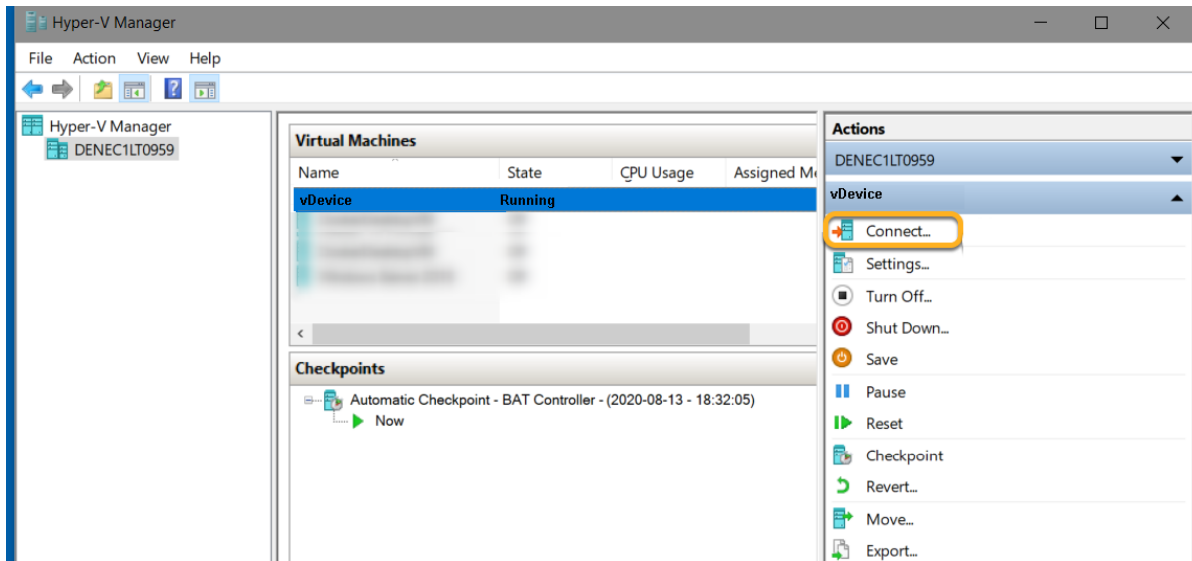 Hyper-V Manager
File Action View Help
Hyper-V Manager
DENEC1LT0959
Virtual Machines
Name State CPU Usage Assigned Me
vDevice Running
Checkpoints
Automatic Checkpoint - BAT Controller - (2020-08-13 - 18:32:05)
Now
Actions
DENEC1LT0959
vDevice
Connect...
Settings...
Turn Off...
Shut Down...
Save
Pause
Reset
Checkpoint
Revert...
Move...
Export...